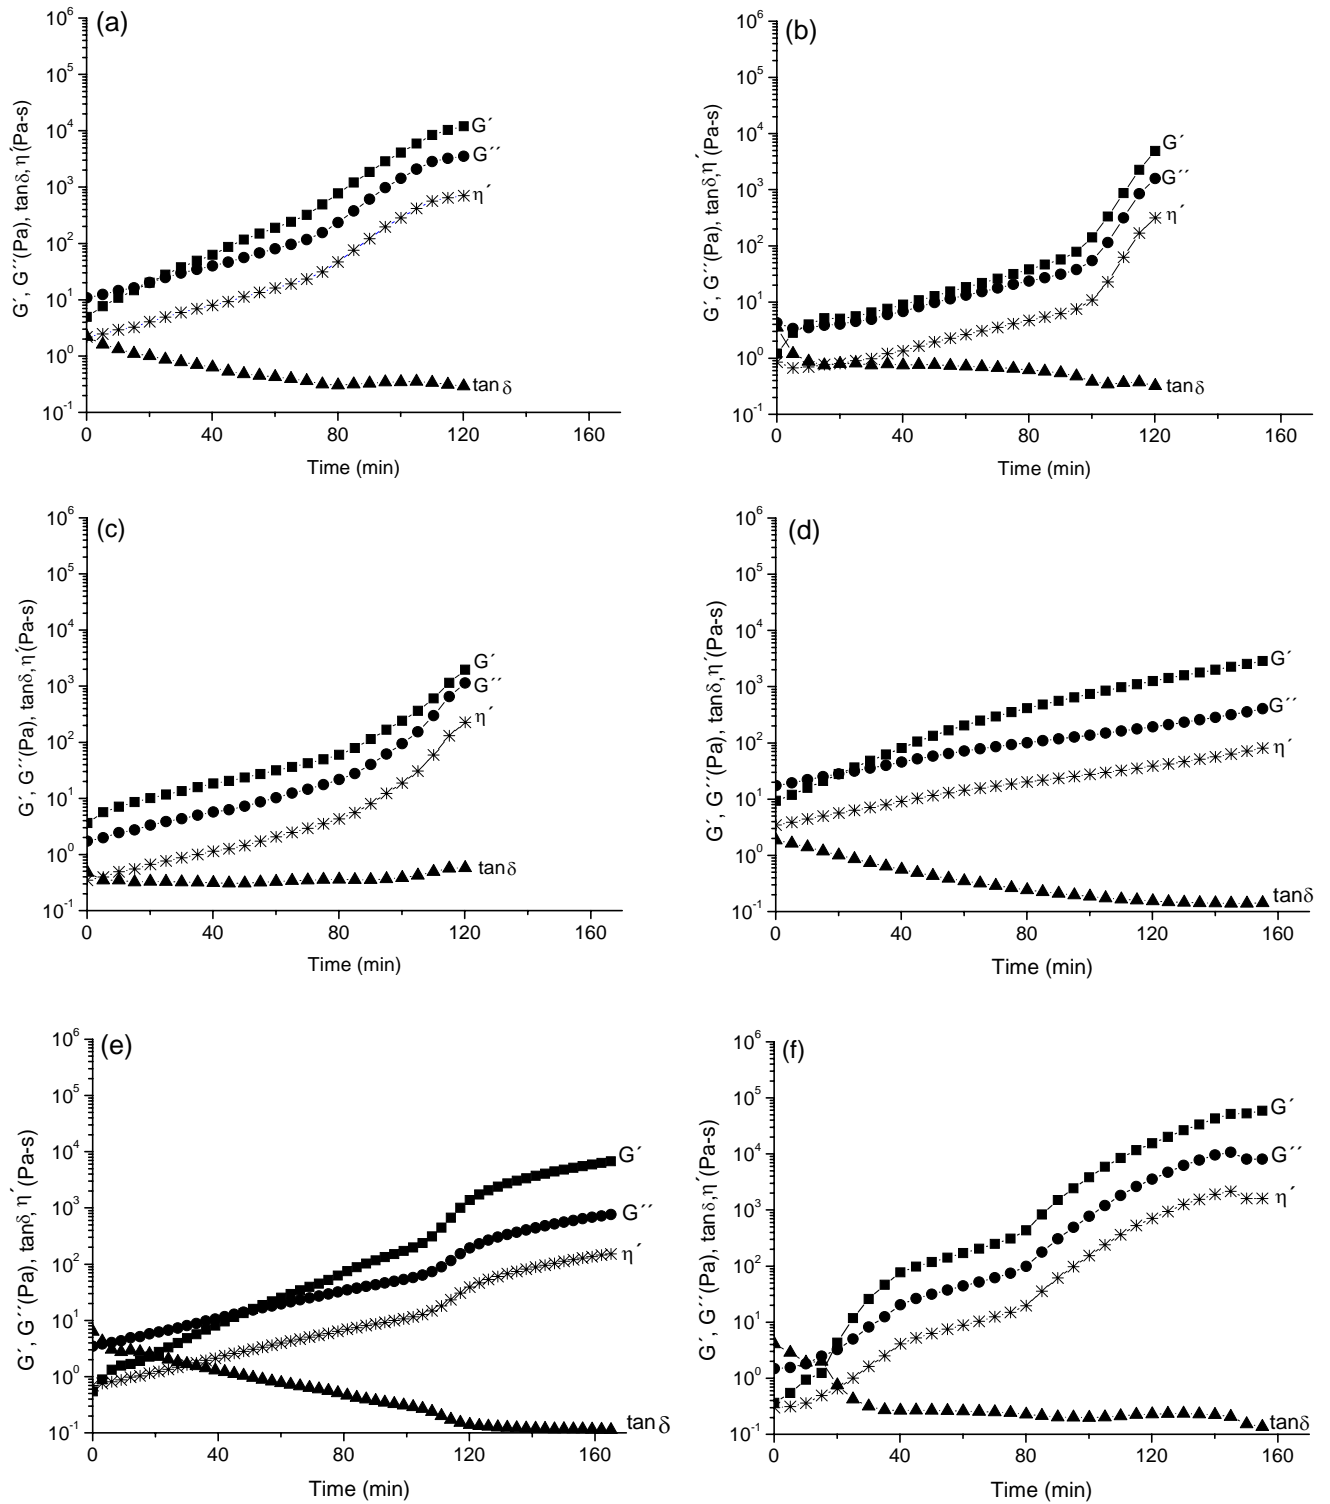 (a)
10⁶
10⁵
10⁴
10³
10²
10¹
10⁰
10⁻¹
G´, G´´(Pa), tanδ, η´(Pa-s)
G´
G´´
η´
tan δ
0 40 80 120 160
Time (min)
(b)
10⁶
10⁵
10⁴
10³
10²
10¹
10⁰
10⁻¹
G´, G´´(Pa), tanδ, η´(Pa-s)
G´
G´´
η´
tan δ
0 40 80 120 160
Time (min)
(c)
10⁶
10⁵
10⁴
10³
10²
10¹
10⁰
10⁻¹
G´, G´´(Pa), tanδ, η´(Pa-s)
G´
G´´
η´
tan δ
0 40 80 120 160
Time (min)
(d)
10⁶
10⁵
10⁴
10³
10²
10¹
10⁰
10⁻¹
G´, G´´(Pa), tanδ, η´(Pa-s)
G´
G´´
η´
tanδ
0 40 80 120 160
Time (min)
(e)
10⁶
10⁵
10⁴
10³
10²
10¹
10⁰
10⁻¹
G´, G´´(Pa), tanδ, η´(Pa-s)
G´
G´´
η´
tan δ
0 40 80 120 160
Time (min)
(f)
10⁶
10⁵
10⁴
10³
10²
10¹
10⁰
10⁻¹
G´, G´´(Pa), tanδ, η´(Pa-s)
G´
G´´
η´
tanδ
0 40 80 120 160
Time (min)